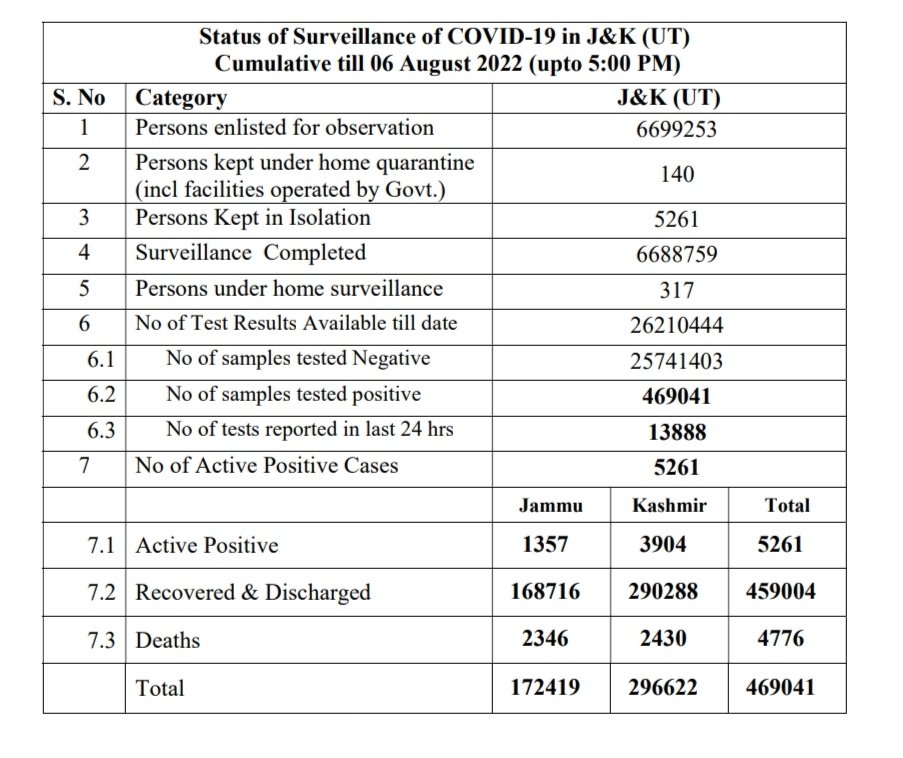 Status of Surveillance of COVID-19 in J&K (UT)
Cumulative till 06 August 2022 (upto 5:00 PM)
S. No Category J&K (UT)
1 Persons enlisted for observation 6699253
2 Persons kept under home quarantine
(incl facilities operated by Govt.) 140
3 Persons Kept in Isolation 5261
4 Surveillance Completed 6688759
5 Persons under home surveillance 317
6 No of Test Results Available till date 26210444
6.1 No of samples tested Negative 25741403
6.2 No of samples tested positive 469041
6.3 No of tests reported in last 24 hrs 13888
7 No of Active Positive Cases 5261
Jammu Kashmir Total
7.1 Active Positive 1357 3904 5261
7.2 Recovered & Discharged 168716 290288 459004
7.3 Deaths 2346 2430 4776
Total 172419 296622 469041